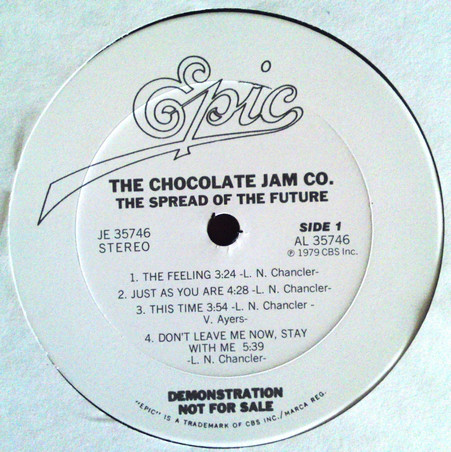 Epic
THE CHOCOLATE JAM CO.
THE SPREAD OF THE FUTURE
JE 35746
STEREO
SIDE 1
AL 35746
℗ 1979 CBS Inc.
1. THE FEELING 3:24 -L. N. Chancler-
2. JUST AS YOU ARE 4:28 -L. N. Chancler-
3. THIS TIME 3:54 -L. N. Chancler -
V. Ayers-
4. DON'T LEAVE ME NOW, STAY
WITH ME 5:39
-L. N. Chancler-
DEMONSTRATION
NOT FOR SALE
"EPIC" IS A TRADEMARK OF CBS INC./MARCA REG.